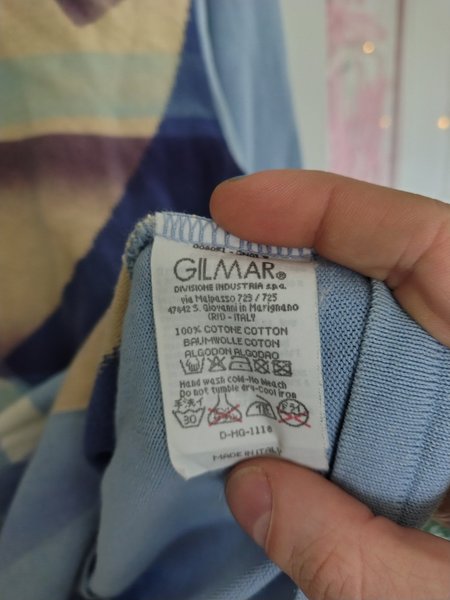 GILMAR®
DIVISIONE INDUSTRIA s.p.a.
via Malpasso 723 / 725
47842 S. Giovanni in Marignano
(RN) - ITALY
100% COTONE COTTON
BAUMWOLLE COTON
ALGODON ALGODAO
Hand wash cold-No bleach
Do not tumble dry-cool iron
30
D-HG-1118
MADE IN ITALY